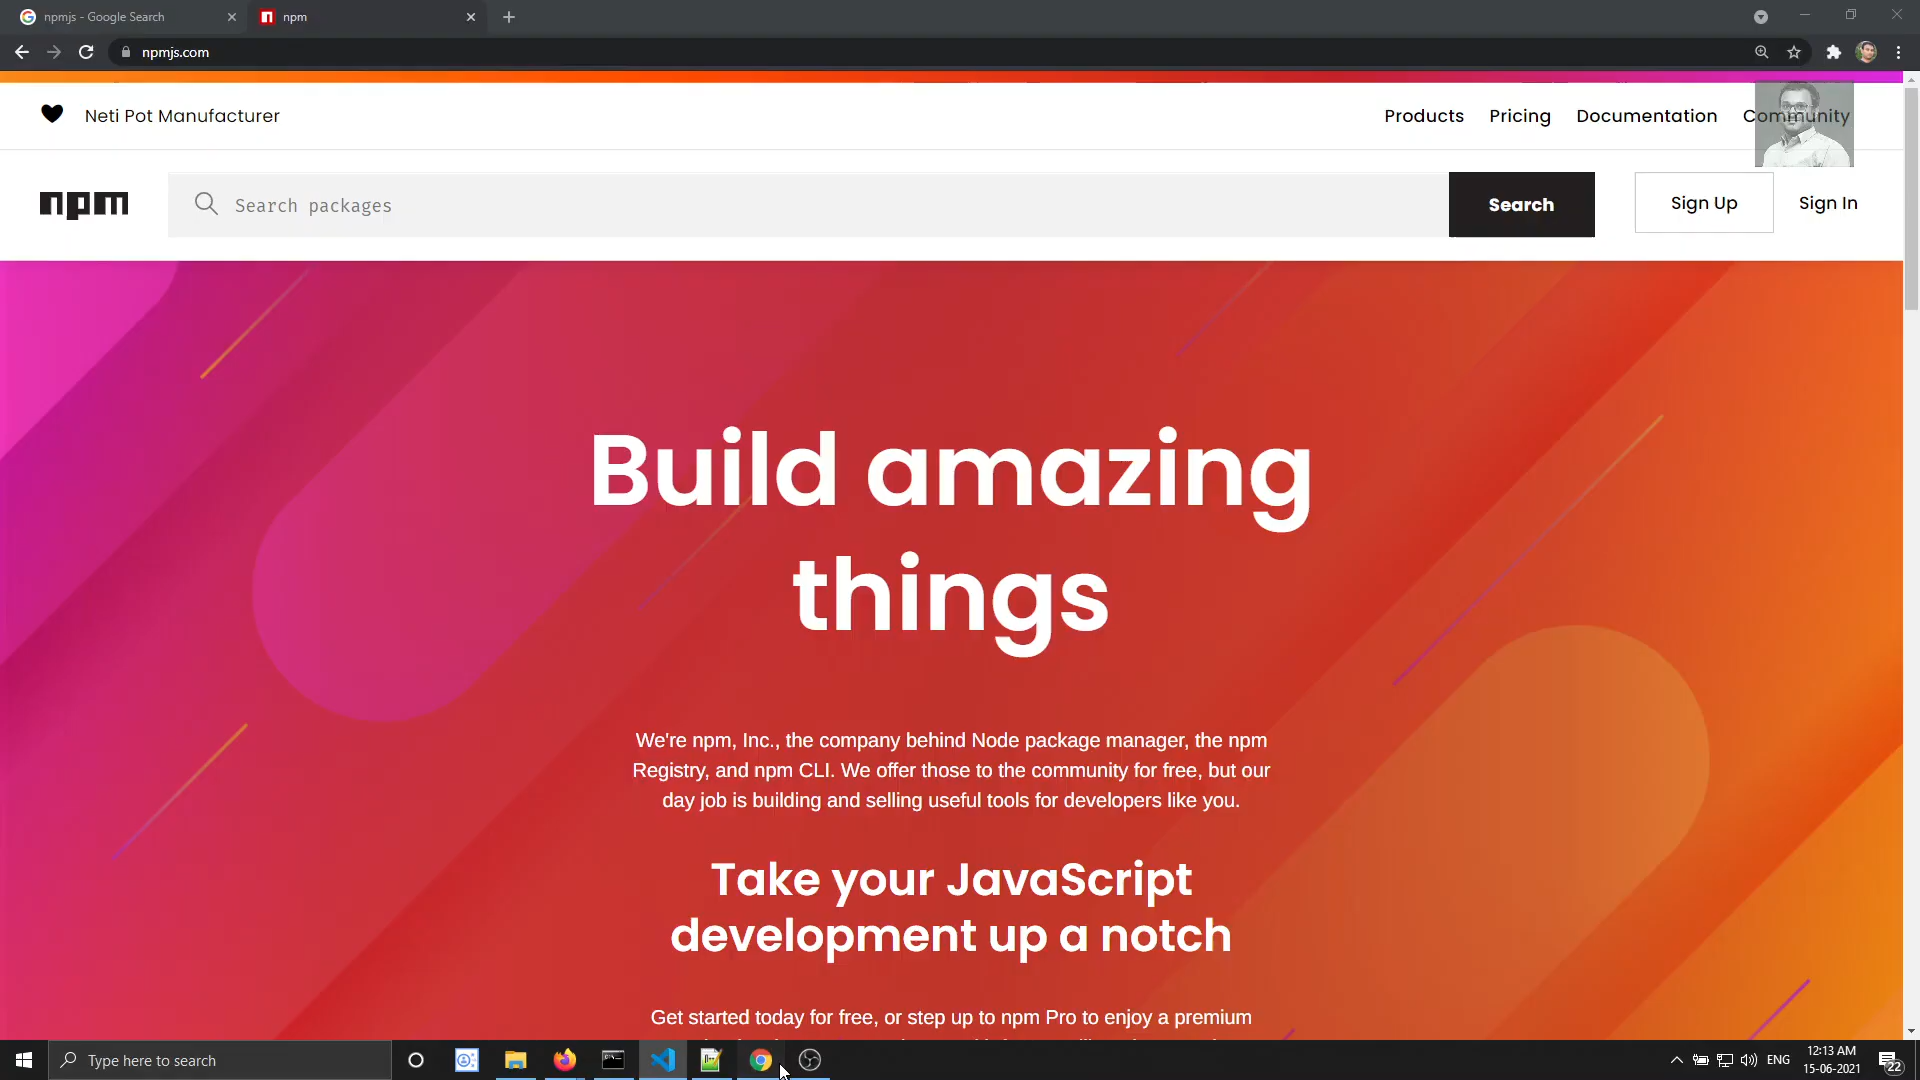 npmjs - Google Search
npm
npmjs.com
Neti Pot Manufacturer
Products
Pricing
Documentation
Community
npm
Search packages
Search
Sign Up
Sign In
Build amazing
things
We're npm, Inc., the company behind Node package manager, the npm
Registry, and npm CLI. We offer those to the community for free, but our
day job is building and selling useful tools for developers like you.
Take your JavaScript
development up a notch
Get started today for free, or step up to npm Pro to enjoy a premium
Type here to search
ENG
12:13 AM
15-06-2021
22